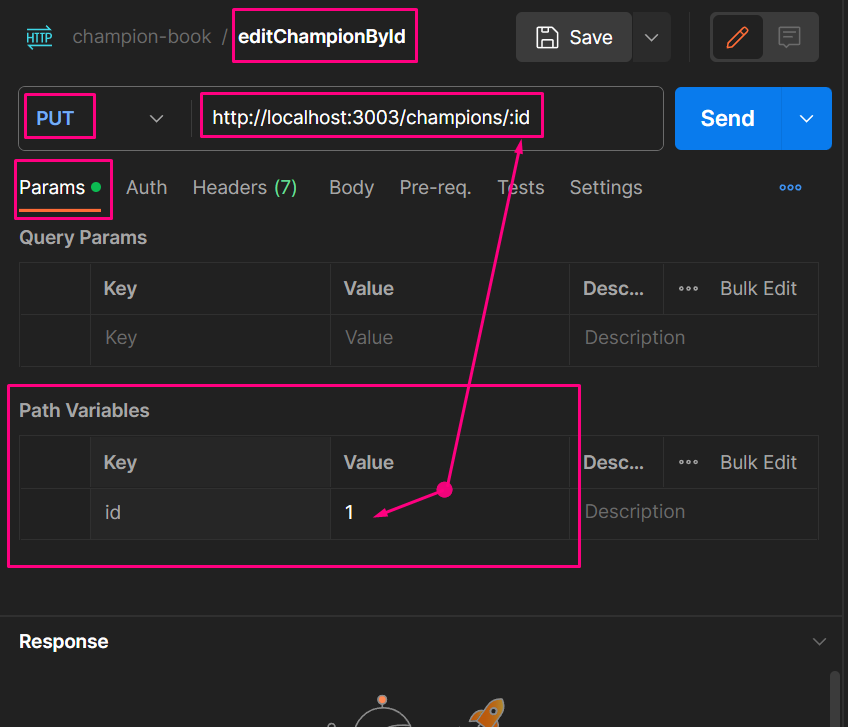 HTTP champion-book / editChampionById Save
PUT http://localhost:3003/champions/:id Send
Params Auth Headers (7) Body Pre-req. Tests Settings
Query Params
Key Value Desc... Bulk Edit
Key Value Description
Path Variables
Key Value Desc... Bulk Edit
id 1 Description
Response